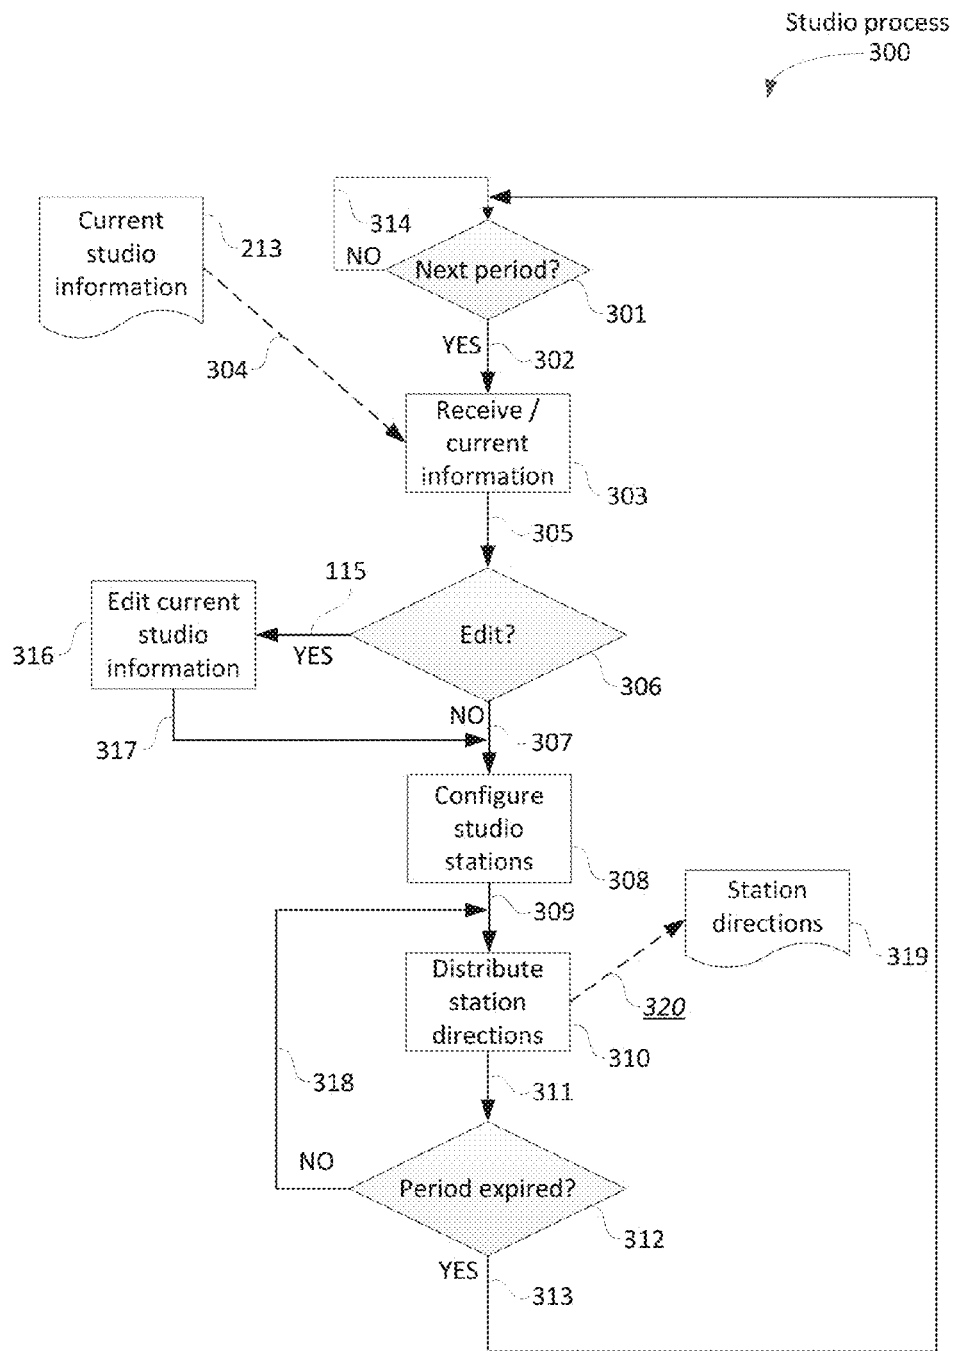 Studio process
300
314
Current
studio
information
213
NO
Next period?
301
304
YES
302
Receive /
current
information
303
305
115
Edit current
studio
information
316
YES
Edit?
306
NO
317
307
Configure
studio
stations
308
309
Station
directions
319
Distribute
station
directions
320
310
318
311
NO
Period expired?
312
YES
313